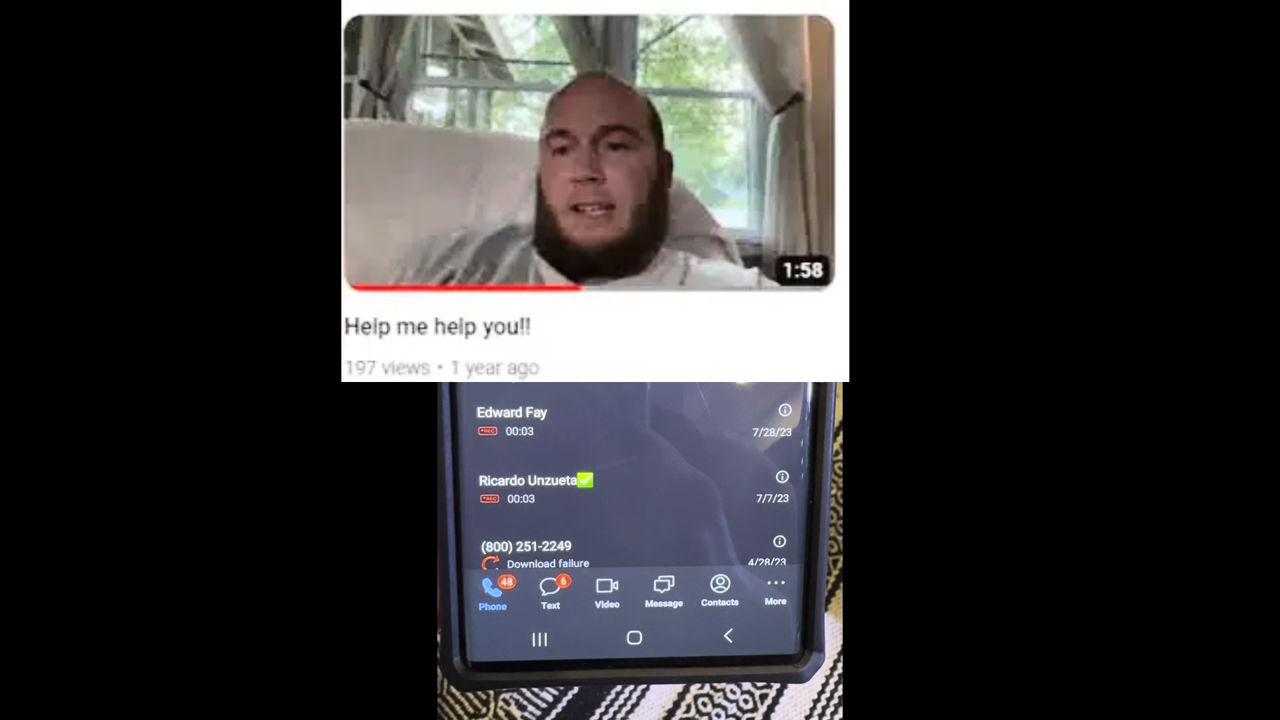 1:58
Help me help you!!
197 views • 1 year ago
Edward Fay
REC 00:03
7/28/23
Ricardo Unzueta✅
REC 00:03
7/7/23
(800) 251-2249
Download failure
4/28/23
48
6
Phone Text Video Message Contacts More